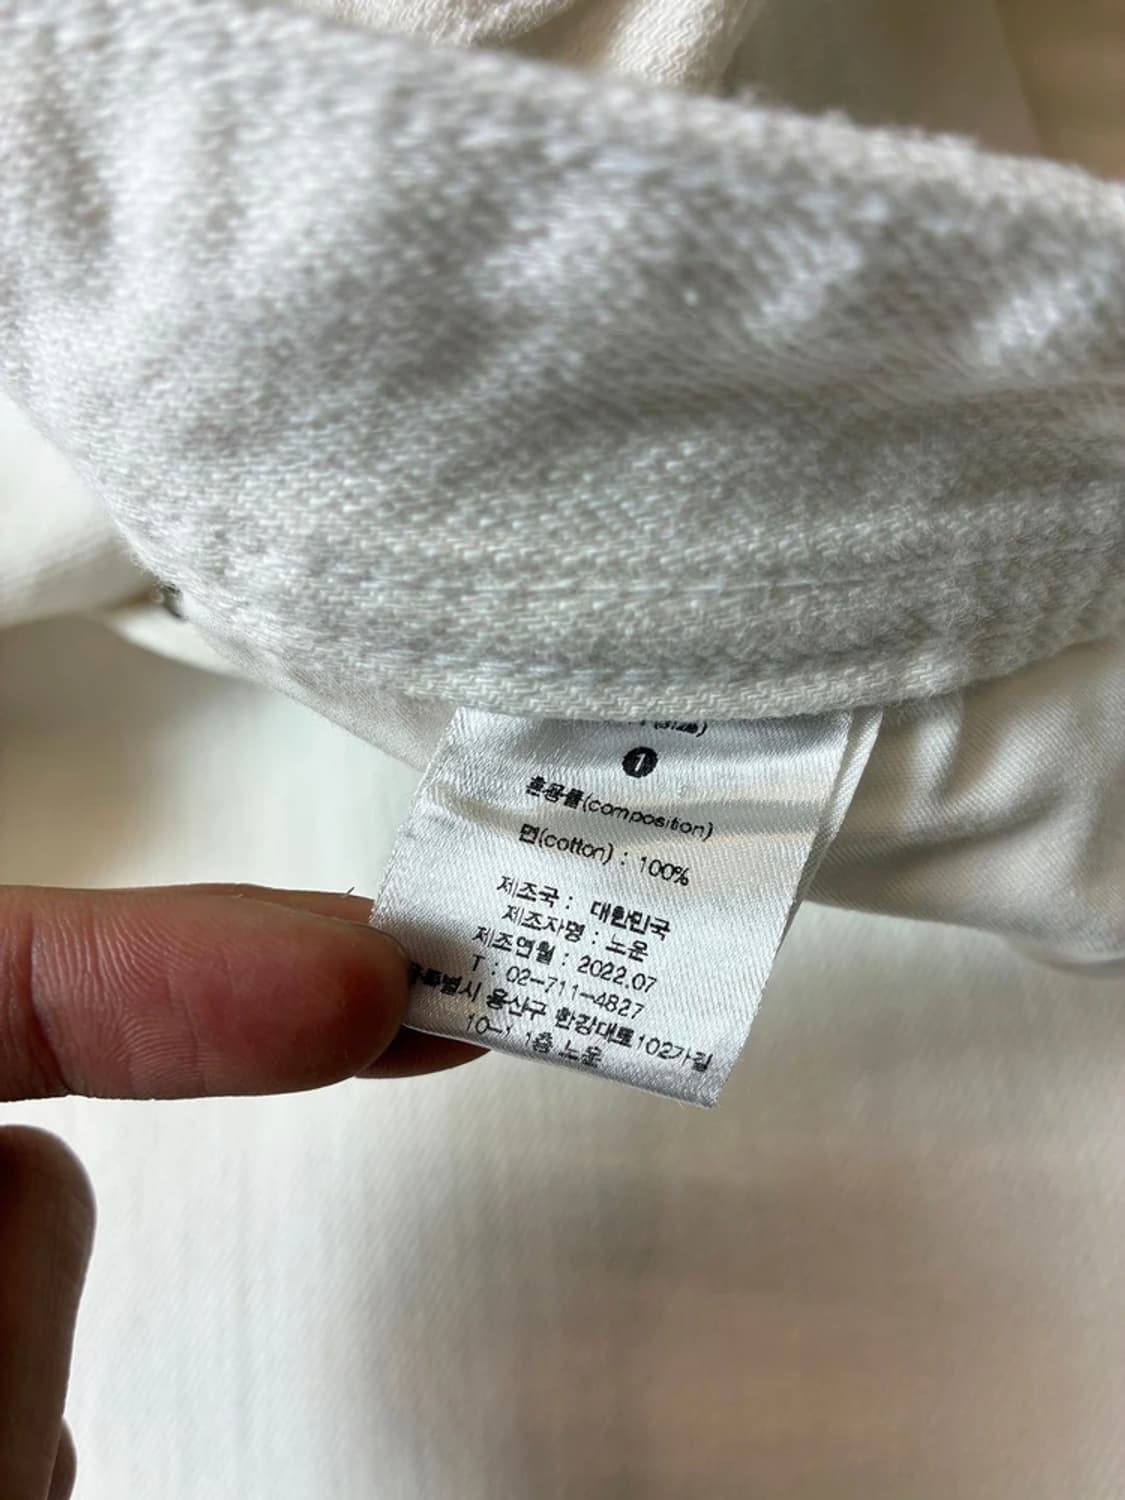 (size)
1
혼용률(composition)
면(cotton) : 100%
제조국 : 대한민국
제조자명 : 노운
제조연월 : 2022.07
T : 02-711-4827
용산구 한강대로102가길
10-1 1층 노운